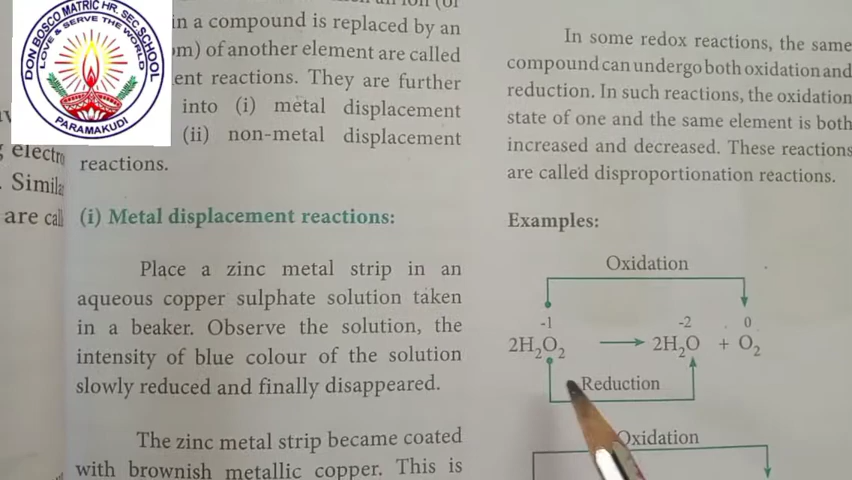 DON BOSCO MATRIC HR. SEC. SCHOOL
LOVE & SERVE THE WORLD
PARAMAKUDI
electro
Simila
are call
in a compound is replaced by an
of another element are called
reactions. They are further
into (i) metal displacement
(ii) non-metal displacement
reactions.
(i) Metal displacement reactions:
Place a zinc metal strip in an
aqueous copper sulphate solution taken
in a beaker. Observe the solution, the
intensity of blue colour of the solution
slowly reduced and finally disappeared.
The zinc metal strip became coated
with brownish metallic copper. This is
In some redox reactions, the same
compound can undergo both oxidation and
reduction. In such reactions, the oxidation
state of one and the same element is both
increased and decreased. These reactions
are called disproportionation reactions.
Examples:
Oxidation
-1 -2 0
2H₂O₂ → 2H₂O + O₂
Reduction
Oxidation